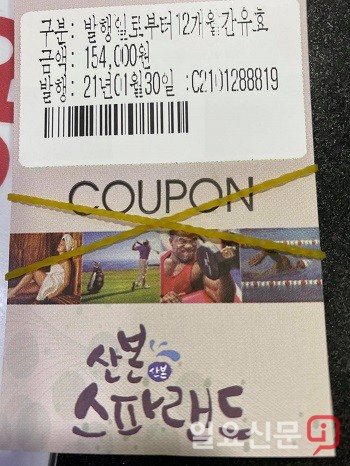 구분: 발행일로부터12개월간유효
금액: 154,000원
발행: 21년01월30일 :C2101288819
COUPON
산본 산본
스파랜드
일요신문